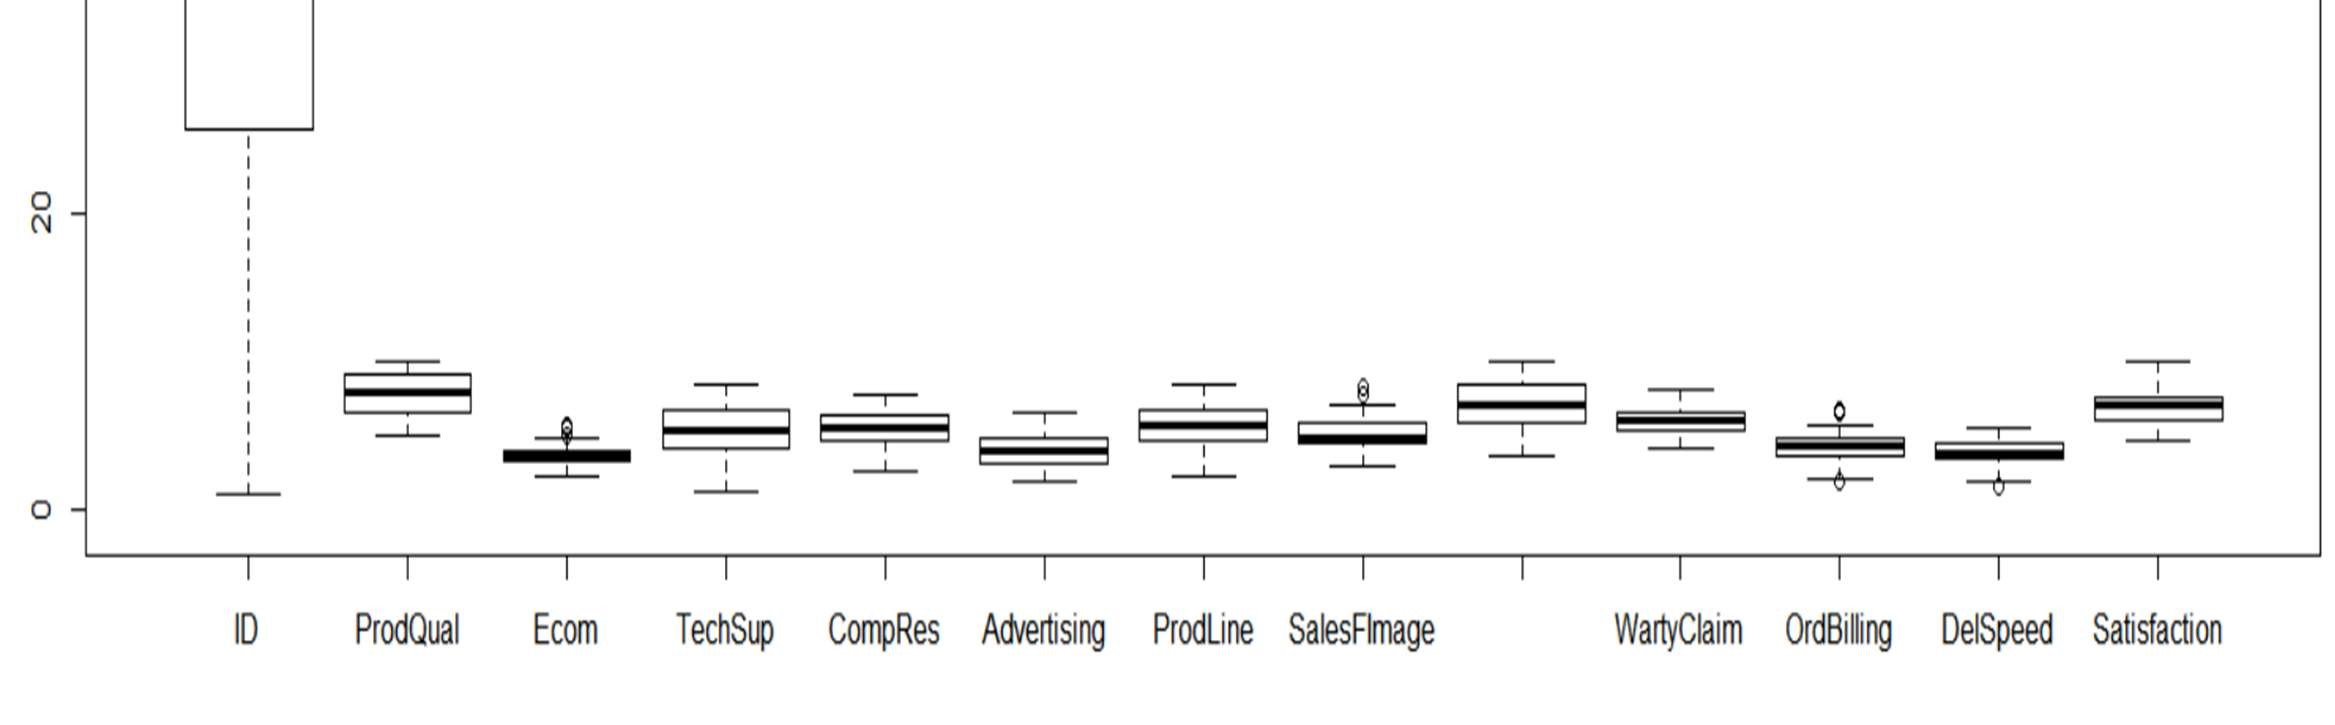 20
0
ID ProdQual Ecom TechSup CompRes Advertising ProdLine SalesFImage WartyClaim OrdBilling DelSpeed Satisfaction